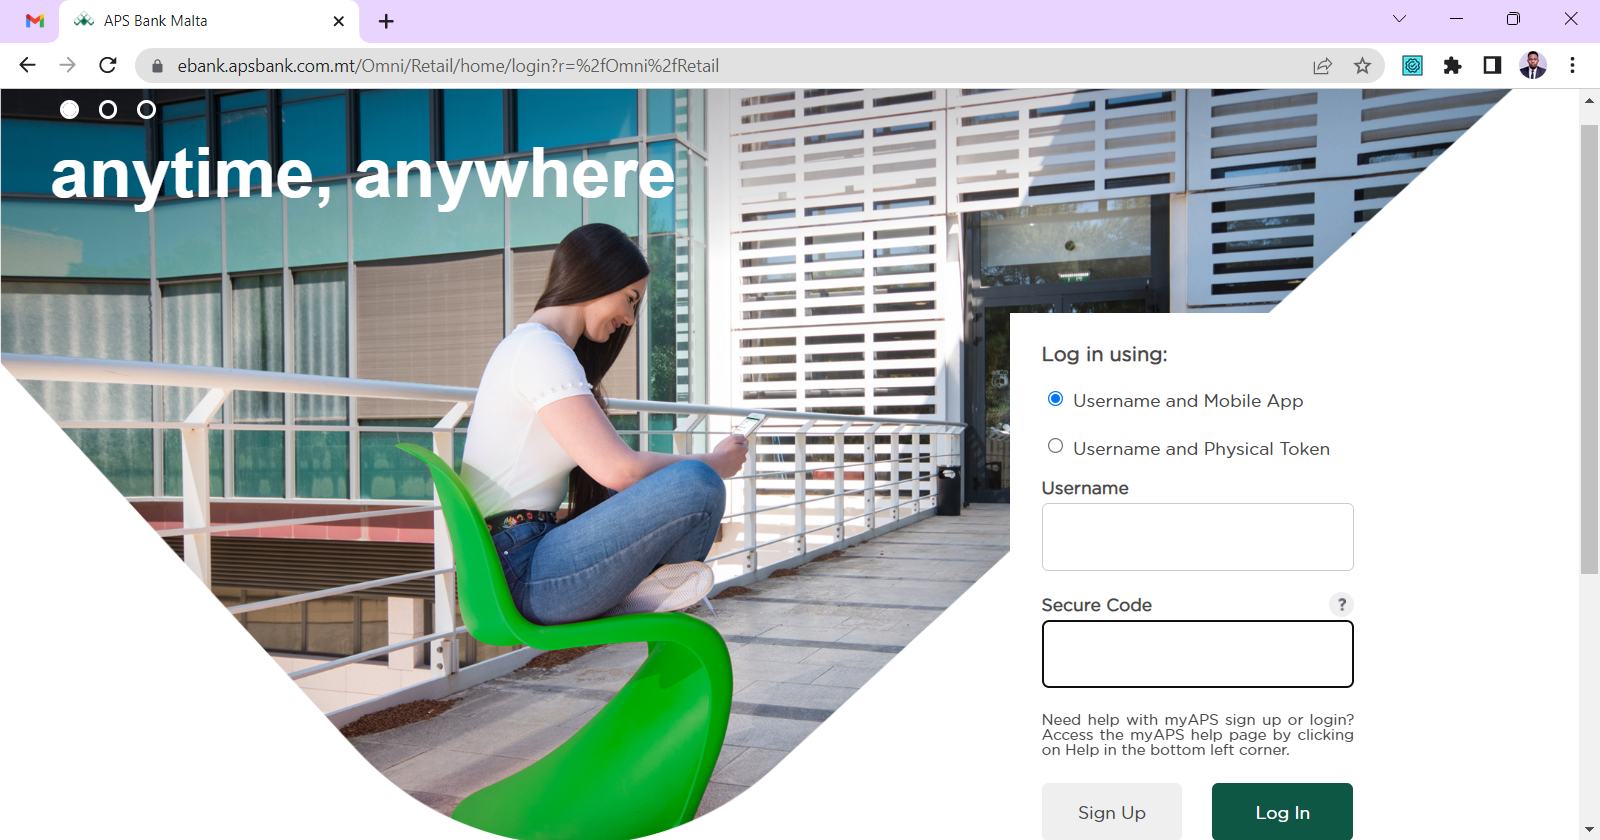 APS Bank Malta
ebank.apsbank.com.mt/Omni/Retail/home/login?r=%2fOmni%2fRetail
anytime, anywhere
Log in using:
Username and Mobile App
Username and Physical Token
Username
Secure Code
?
Need help with myAPS sign up or login?
Access the myAPS help page by clicking
on Help in the bottom left corner.
Sign Up
Log In